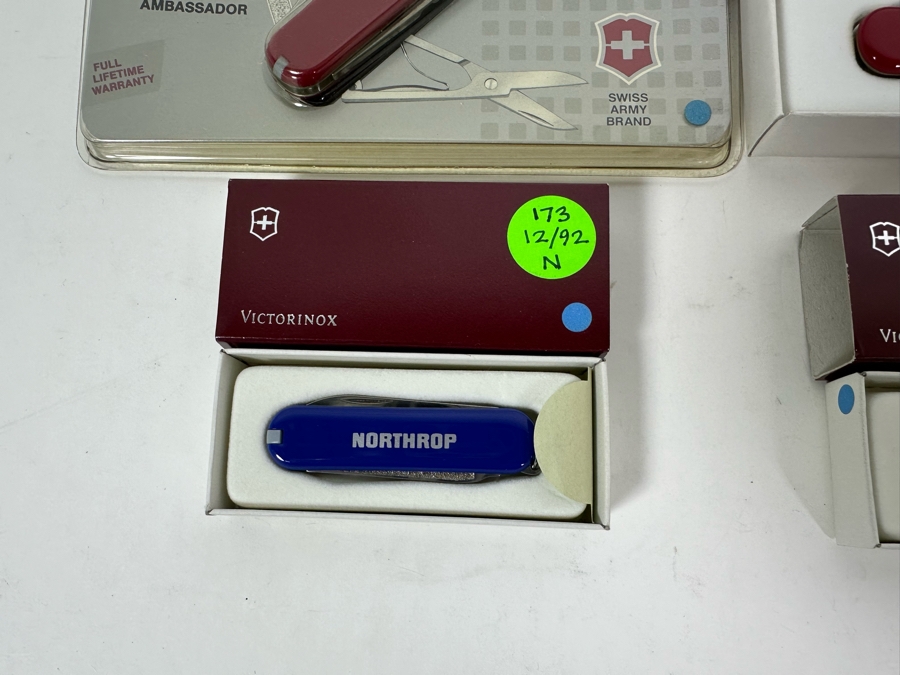 AMBASSADOR
FULL
LIFETIME
WARRANTY
SWISS
ARMY
BRAND
173
12/92
N
VICTORINOX
NORTHROP